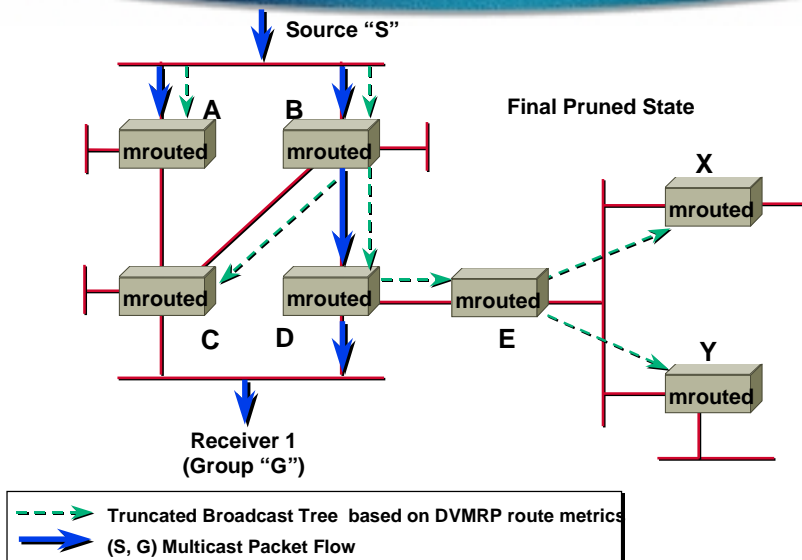 Source “S”
A
B
Final Pruned State
mrouted
mrouted
X
mrouted
mrouted
mrouted
mrouted
C
D
E
Y
mrouted
Receiver 1
(Group “G”)
Truncated Broadcast Tree based on DVMRP route metrics
(S, G) Multicast Packet Flow